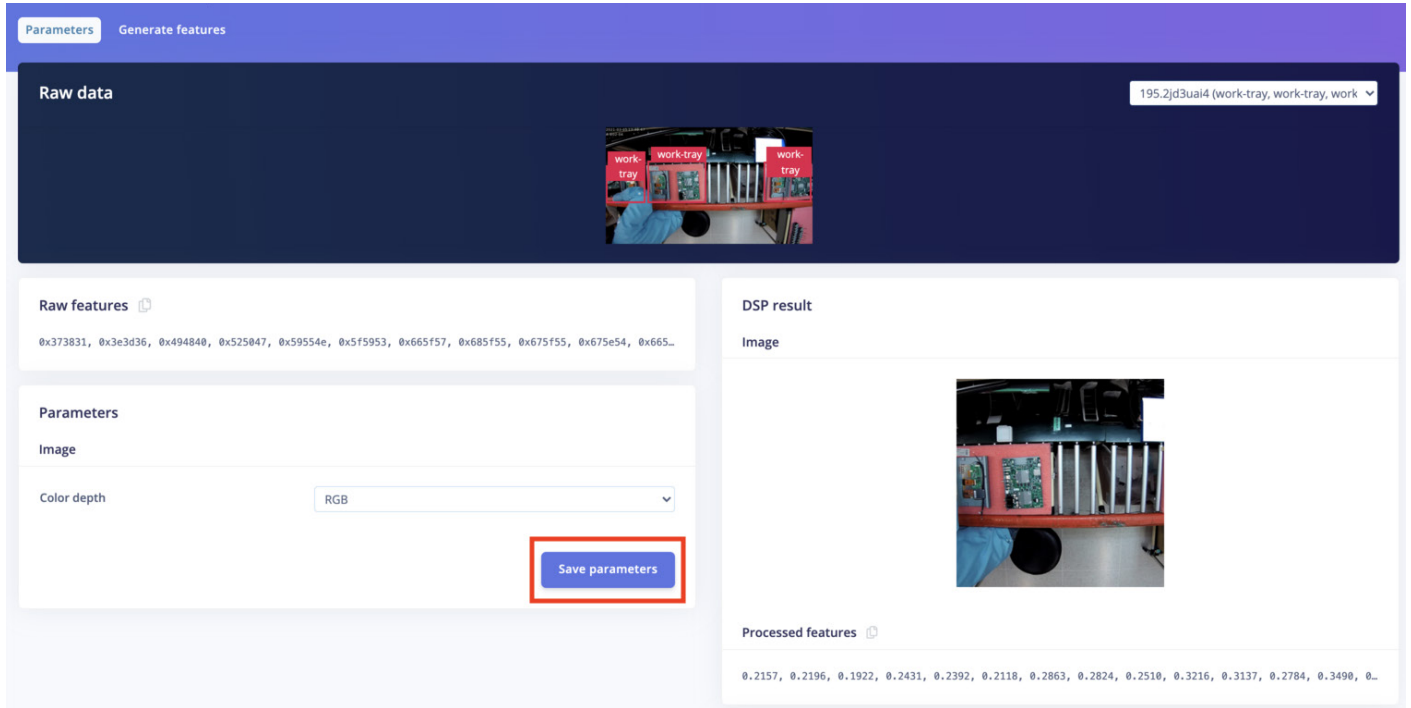 Parameters Generate features
Raw data
195.2jd3uai4 (work-tray, work-tray, work
work-tray
work-
tray
work-
tray
Raw features
0x373831, 0x3e3d36, 0x494840, 0x525047, 0x59554e, 0x5f5953, 0x665f57, 0x685f55, 0x675f55, 0x675e54, 0x665…
Parameters
Image
Color depth
RGB
Save parameters
DSP result
Image
Processed features
0.2157, 0.2196, 0.1922, 0.2431, 0.2392, 0.2118, 0.2863, 0.2824, 0.2510, 0.3216, 0.3137, 0.2784, 0.3490, 0…